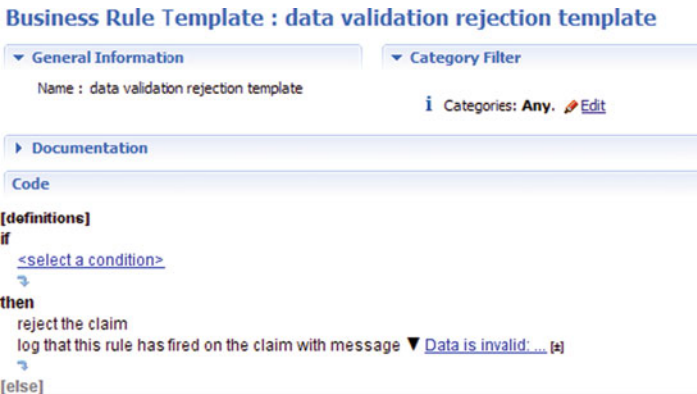 Business Rule Template : data validation rejection template
General Information
Category Filter
Name : data validation rejection template
i Categories: Any. Edit
Documentation
Code
[definitions]
if
<select a condition>
then
reject the claim
log that this rule has fired on the claim with message ▼ Data is invalid: ... [±]
[else]